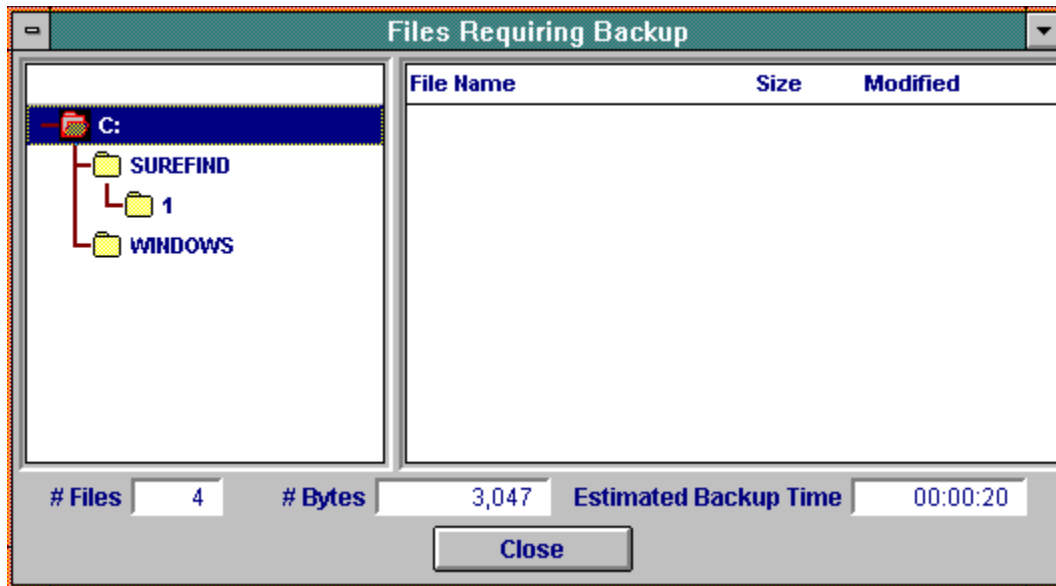 Files Requiring Backup
File Name Size Modified
C:
SUREFIND
1
WINDOWS
# Files 4 # Bytes 3,047 Estimated Backup Time 00:00:20
Close